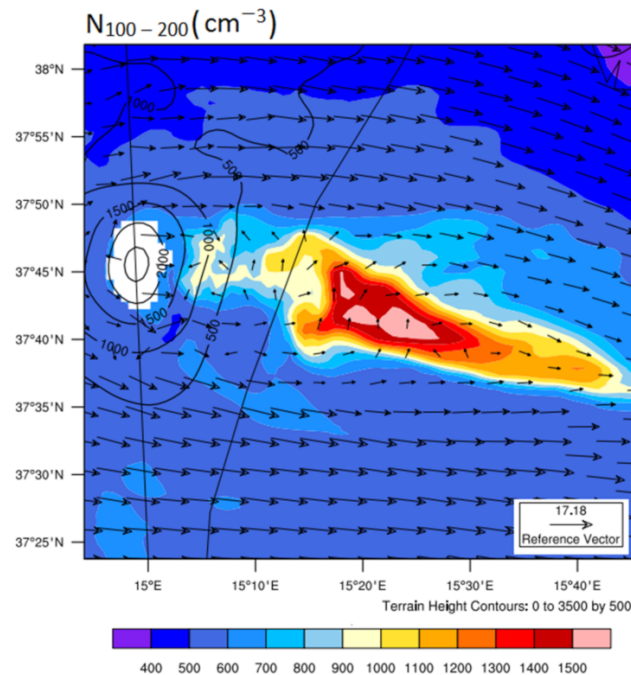 N100 – 200 (cm−3)
38°N
37°55'N
37°50'N
37°45'N
37°40'N
37°35'N
37°30'N
37°25'N
1000
500
500
1500
1000
2000
1500
1000
500
17.18
Reference Vector
15°E
15°10'E
15°20'E
15°30'E
15°40'E
Terrain Height Contours: 0 to 3500 by 500
400 500 600 700 800 900 1000 1100 1200 1300 1400 1500